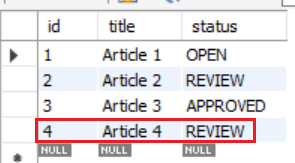 id title status
1 Article 1 OPEN
2 Article 2 REVIEW
3 Article 3 APPROVED
4 Article 4 REVIEW
NULL NULL NULL